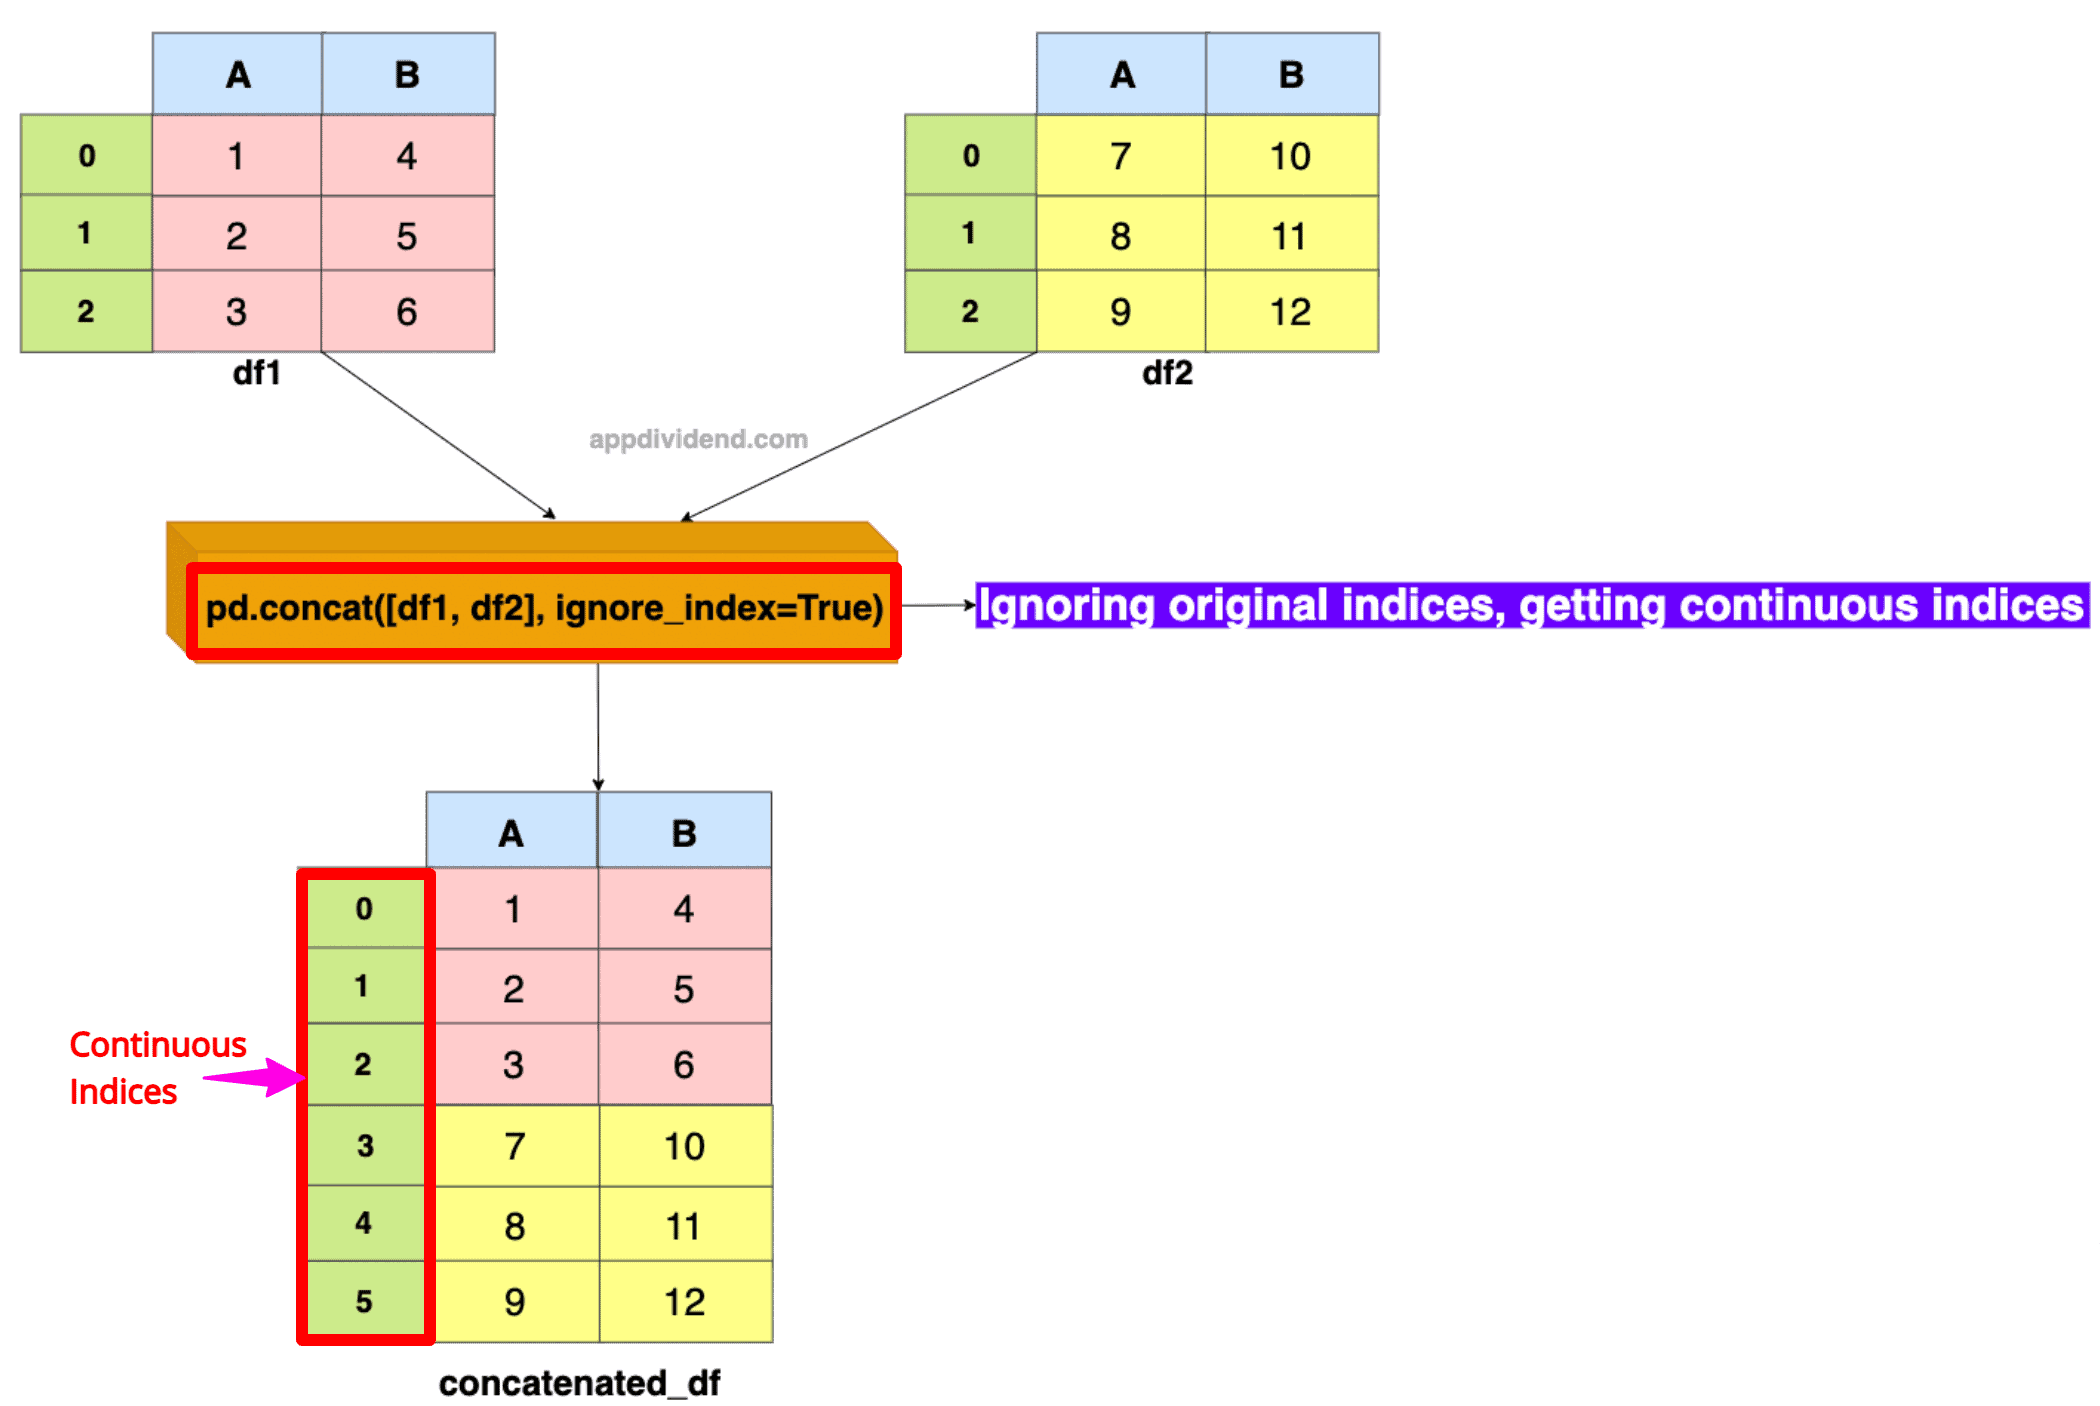 A B
0 1 4
1 2 5
2 3 6
df1
A B
0 7 10
1 8 11
2 9 12
df2
appdividend.com
pd.concat([df1, df2], ignore_index=True)
Ignoring original indices, getting continuous indices
A B
0 1 4
1 2 5
2 3 6
3 7 10
4 8 11
5 9 12
Continuous
Indices
concatenated_df